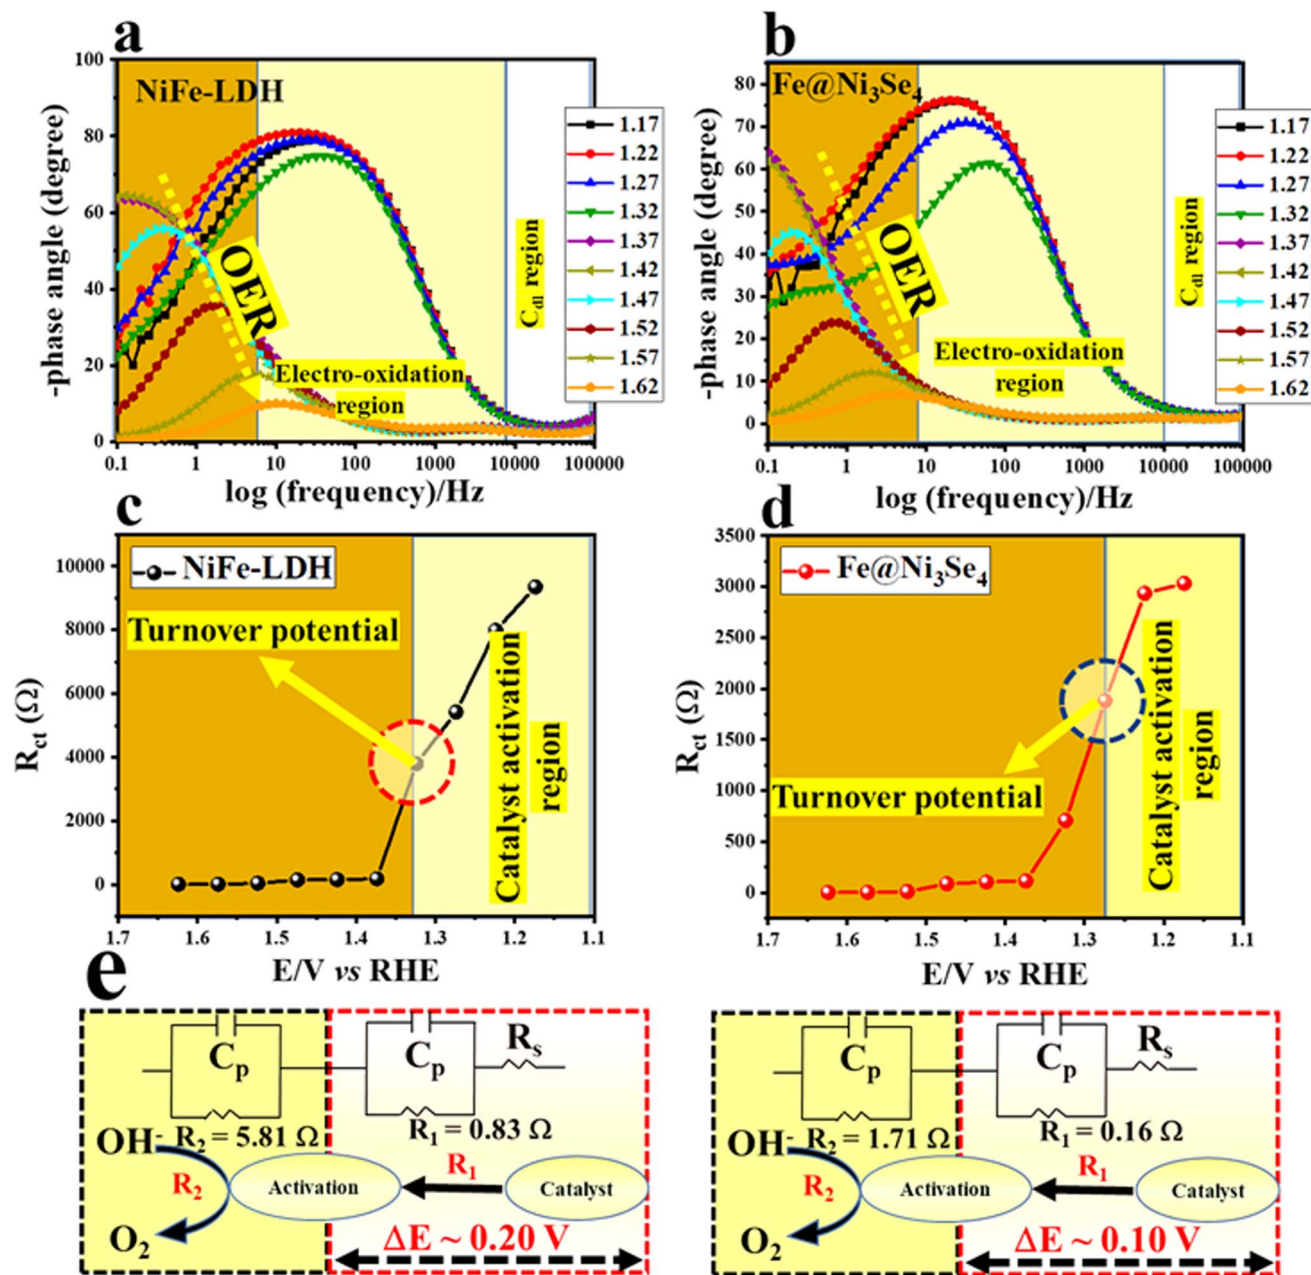 a
NiFe-LDH
100
80
60
40
20
0
-phase angle (degree)
0.1 1 10 100 1000 10000 100000
log (frequency)/Hz
OER
Electro-oxidation
region
Cdl region
1.17
1.22
1.27
1.32
1.37
1.42
1.47
1.52
1.57
1.62
b
Fe@Ni3Se4
80
70
60
50
40
30
20
10
0
-phase angle (degree)
0.1 1 10 100 1000 10000 100000
log (frequency)/Hz
OER
Electro-oxidation
region
Cdl region
1.17
1.22
1.27
1.32
1.37
1.42
1.47
1.52
1.57
1.62
c
NiFe-LDH
Turnover potential
Catalyst activation
region
10000
8000
6000
4000
2000
0
Rct (Ω)
1.7 1.6 1.5 1.4 1.3 1.2 1.1
E/V vs RHE
d
Fe@Ni3Se4
Turnover potential
Catalyst activation
region
3500
3000
2500
2000
1500
1000
500
0
Rct (Ω)
1.7 1.6 1.5 1.4 1.3 1.2 1.1
E/V vs RHE
e
Cp
Cp
Rs
OH- R2 = 5.81 Ω
R1 = 0.83 Ω
R2
Activation
R1
Catalyst
O2
ΔE ~ 0.20 V
Cp
Cp
Rs
OH- R2 = 1.71 Ω
R1 = 0.16 Ω
R2
Activation
R1
Catalyst
O2
ΔE ~ 0.10 V